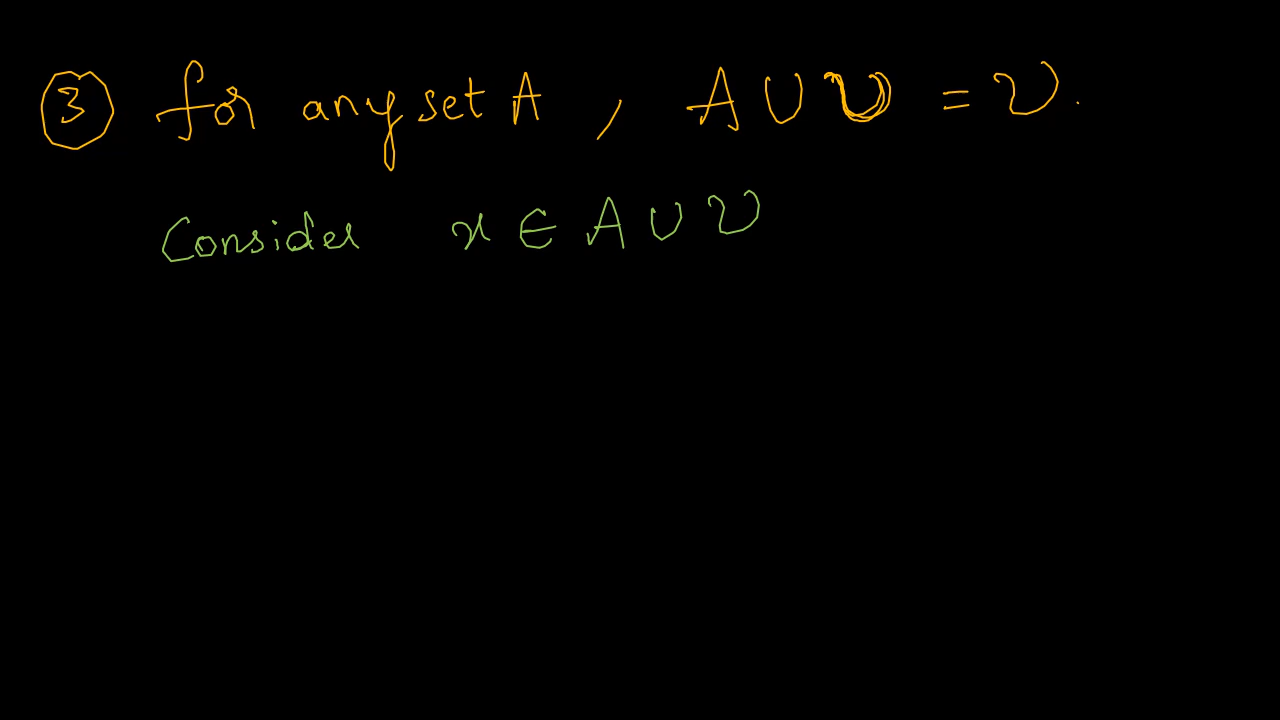 ③ for any set A , A ∪ U = U .
Consider x ∈ A ∪ U